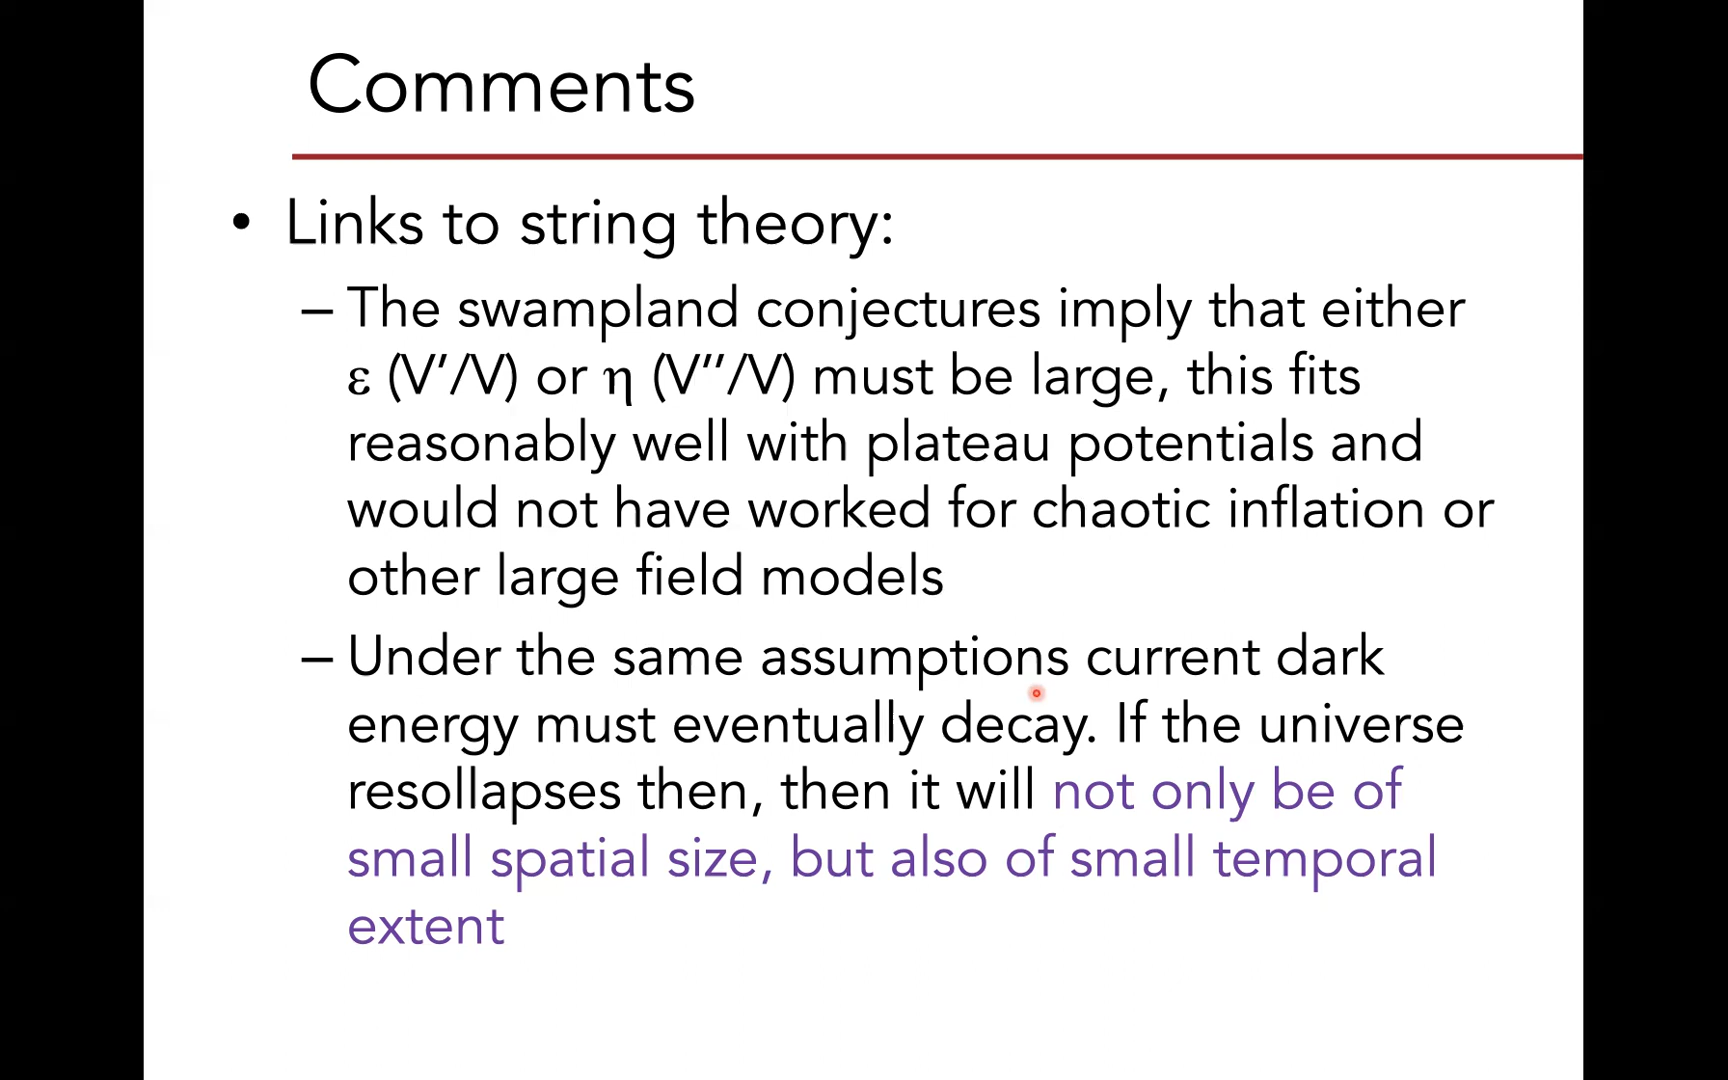 Comments
• Links to string theory:
– The swampland conjectures imply that either
ε (V’/V) or η (V’’/V) must be large, this fits
reasonably well with plateau potentials and
would not have worked for chaotic inflation or
other large field models
– Under the same assumptions current dark
energy must eventually decay. If the universe
resollapses then, then it will not only be of
small spatial size, but also of small temporal
extent